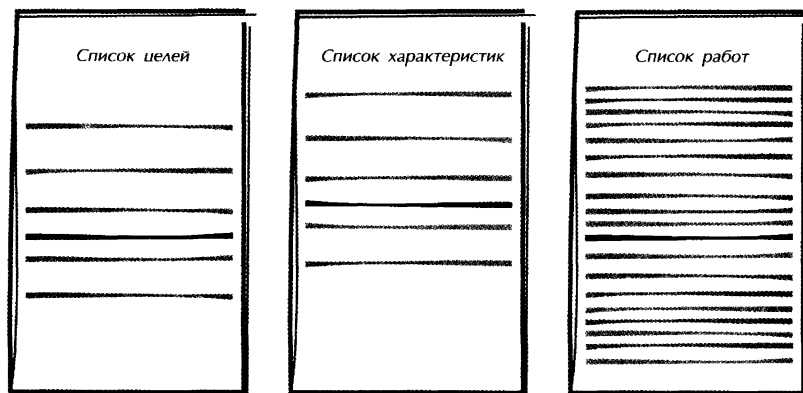 Список целей
Список характеристик
Список работ